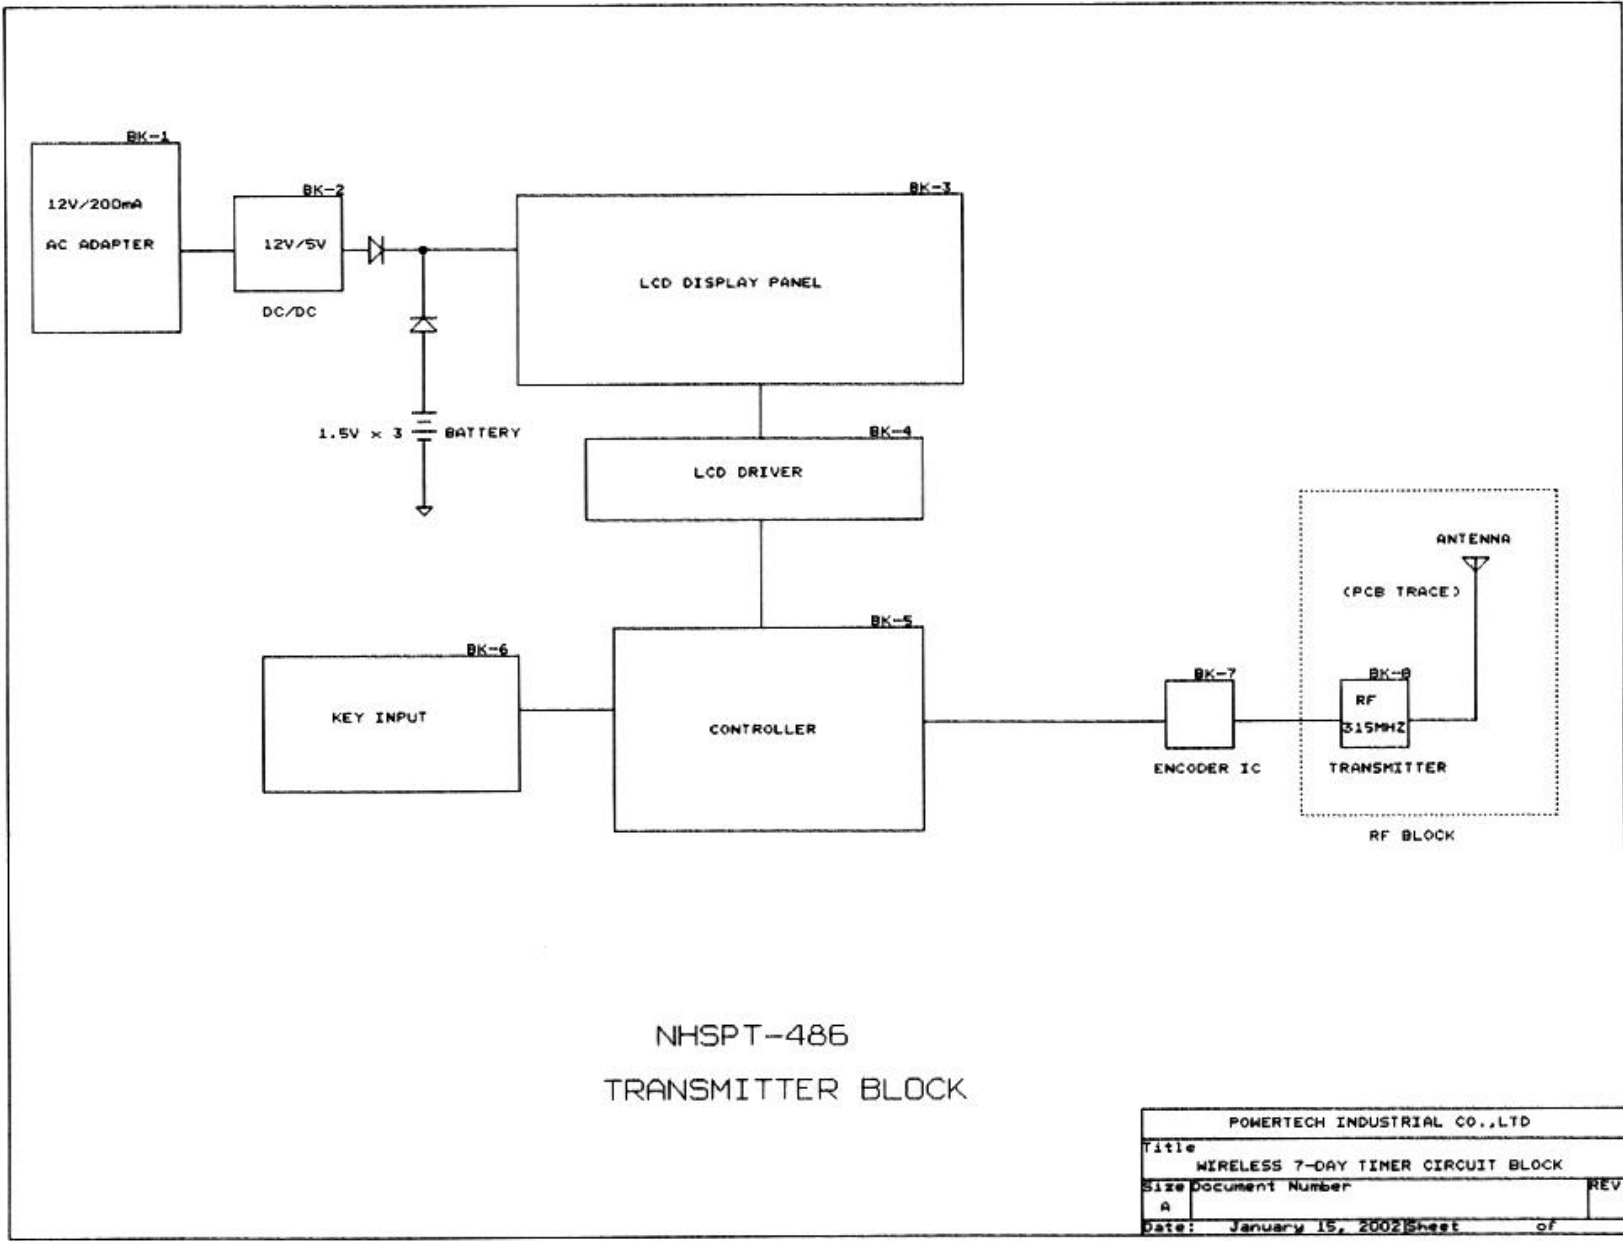 BK-1
12V/200mA
AC ADAPTER
BK-2
12V/5V
DC/DC
BK-3
LCD DISPLAY PANEL
1.5V x 3 BATTERY
BK-4
LCD DRIVER
BK-5
CONTROLLER
BK-6
KEY INPUT
BK-7
ENCODER IC
ANTENNA
(PCB TRACE)
BK-8
RF
315MHZ
TRANSMITTER
RF BLOCK
NHSPT-486
TRANSMITTER BLOCK
POWERTECH INDUSTRIAL CO.,LTD
Title
WIRELESS 7-DAY TIMER CIRCUIT BLOCK
Size Document Number REV
A
Date: January 15, 2002 Sheet of